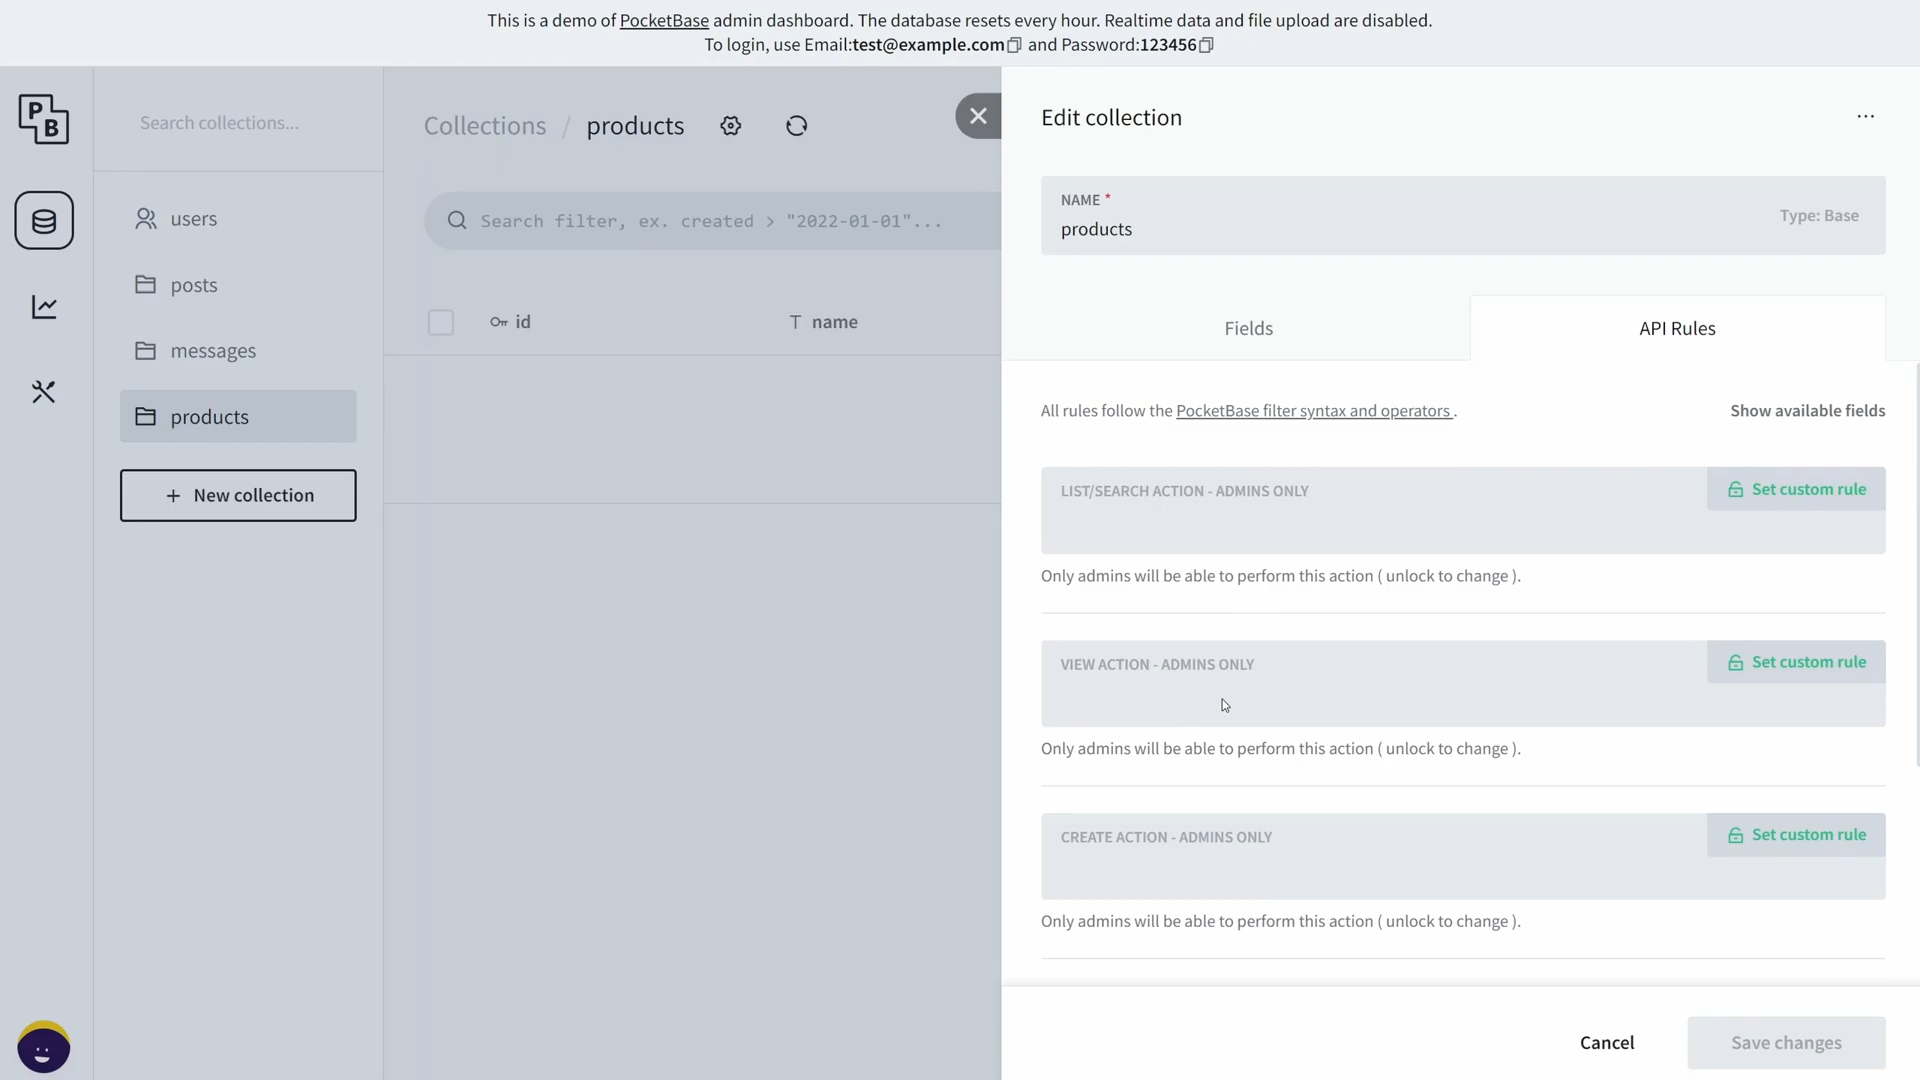 This is a demo of PocketBase admin dashboard. The database resets every hour. Realtime data and file upload are disabled.
To login, use Email:test@example.com and Password:123456
P
B
Search collections...
users
posts
messages
products
+ New collection
Collections / products
Search filter, ex. created > "2022-01-01"...
id
T name
Edit collection
...
NAME *
products
Type: Base
Fields
API Rules
All rules follow the PocketBase filter syntax and operators .
Show available fields
LIST/SEARCH ACTION - ADMINS ONLY
Set custom rule
Only admins will be able to perform this action ( unlock to change ).
VIEW ACTION - ADMINS ONLY
Set custom rule
Only admins will be able to perform this action ( unlock to change ).
CREATE ACTION - ADMINS ONLY
Set custom rule
Only admins will be able to perform this action ( unlock to change ).
Cancel
Save changes